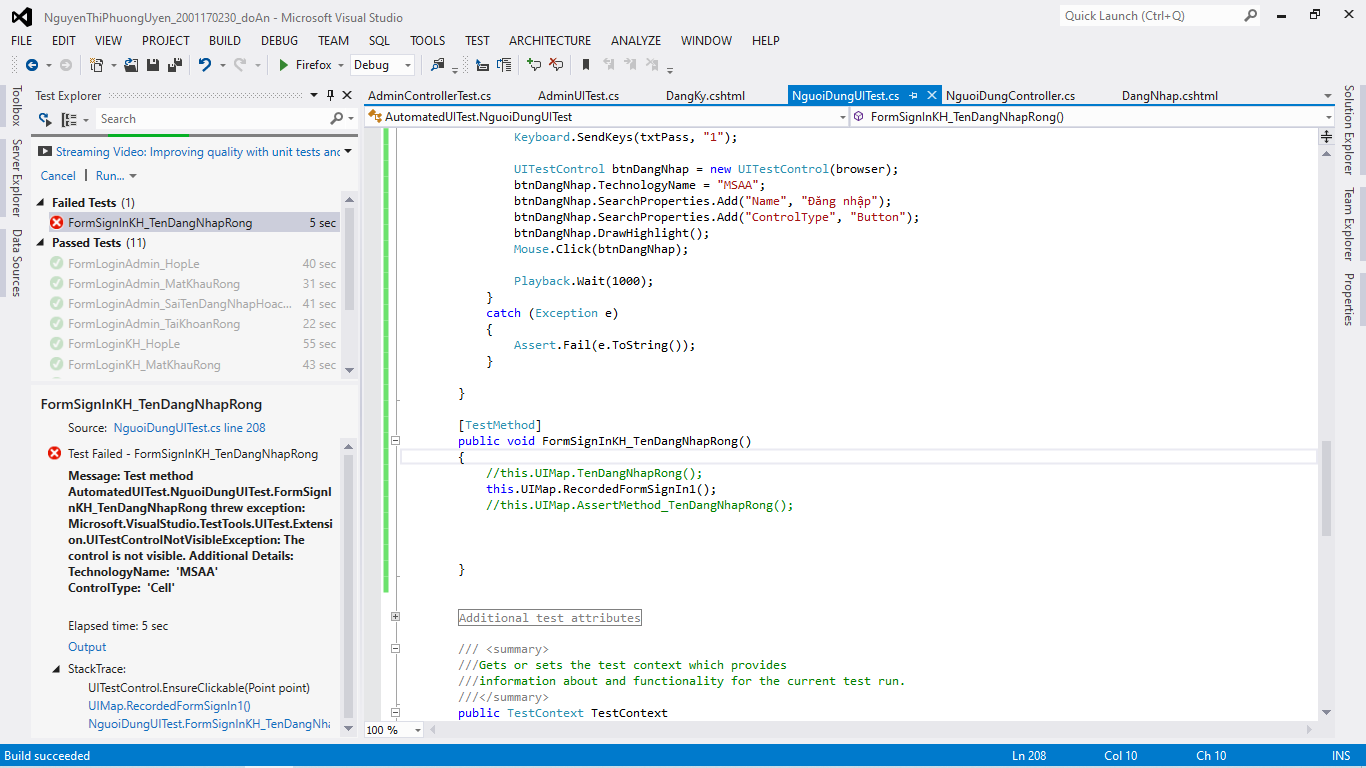 NguyenThiPhuongUyen_2001170230_doAn - Microsoft Visual Studio
Quick Launch (Ctrl+Q)
FILE EDIT VIEW PROJECT BUILD DEBUG TEAM SQL TOOLS TEST ARCHITECTURE ANALYZE WINDOW HELP
Firefox Debug
Toolbox
Server Explorer
Data Sources
Test Explorer
Search
Streaming Video: Improving quality with unit tests anc
Cancel | Run...
Failed Tests (1)
FormSignInKH_TenDangNhapRong 5 sec
Passed Tests (11)
FormLoginAdmin_HopLe 40 sec
FormLoginAdmin_MatKhauRong 31 sec
FormLoginAdmin_SaiTenDangNhapHoac... 41 sec
FormLoginAdmin_TaiKhoanRong 22 sec
FormLoginKH_HopLe 55 sec
FormLoginKH_MatKhauRong 43 sec
FormSignInKH_TenDangNhapRong
Source: NguoiDungUITest.cs line 208
Test Failed - FormSignInKH_TenDangNhapRong
Message: Test method
AutomatedUITest.NguoiDungUITest.FormSignI
nKH_TenDangNhapRong threw exception:
Microsoft.VisualStudio.TestTools.UITest.Extensi
on.UITestControlNotVisibleException: The
control is not visible. Additional Details:
TechnologyName: 'MSAA'
ControlType: 'Cell'
Elapsed time: 5 sec
Output
StackTrace:
UITestControl.EnsureClickable(Point point)
UIMap.RecordedFormSignIn1()
NguoiDungUITest.FormSignInKH_TenDangNha
AdminControllerTest.cs AdminUITest.cs DangKy.cshtml NguoiDungUITest.cs NguoiDungController.cs DangNhap.cshtml
AutomatedUITest.NguoiDungUITest FormSignInKH_TenDangNhapRong()
Keyboard.SendKeys(txtPass, "1");
UITestControl btnDangNhap = new UITestControl(browser);
btnDangNhap.TechnologyName = "MSAA";
btnDangNhap.SearchProperties.Add("Name", "Đăng nhập");
btnDangNhap.SearchProperties.Add("ControlType", "Button");
btnDangNhap.DrawHighlight();
Mouse.Click(btnDangNhap);
Playback.Wait(1000);
}
catch (Exception e)
{
Assert.Fail(e.ToString());
}
}
[TestMethod]
public void FormSignInKH_TenDangNhapRong()
{
//this.UIMap.TenDangNhapRong();
this.UIMap.RecordedFormSignIn1();
//this.UIMap.AssertMethod_TenDangNhapRong();
}
Additional test attributes
/// <summary>
///Gets or sets the test context which provides
///information about and functionality for the current test run.
///</summary>
public TestContext TestContext
100 %
Solution Explorer
Team Explorer
Properties
Build succeeded Ln 208 Col 10 Ch 10 INS